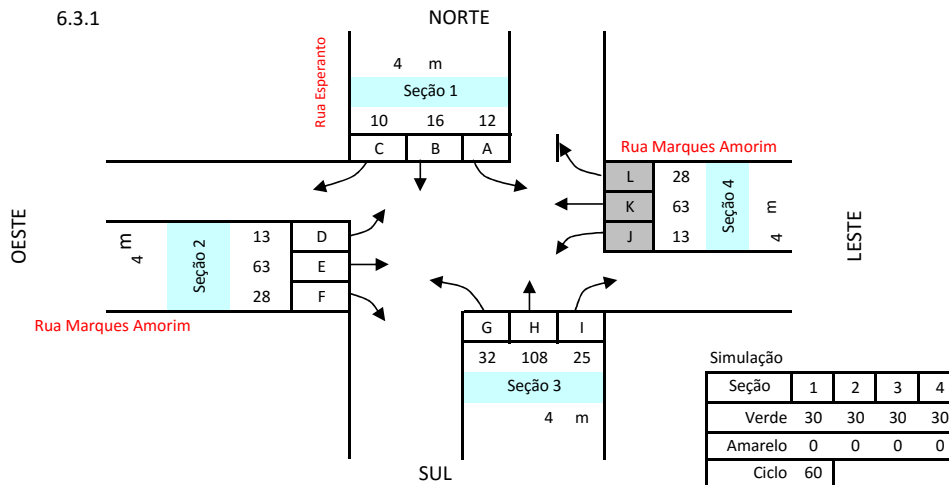 6.3.1
NORTE
Rua Esperanto
4 m
Seção 1
10 16 12
C B A
Rua Marques Amorim
L 28
K 63
J 13
Seção 4
4 m
LESTE
OESTE
4 m
Seção 2
13 D
63 E
28 F
Rua Marques Amorim
G H I
32 108 25
Seção 3
4 m
SUL
Simulação
Seção 1 2 3 4
Verde 30 30 30 30
Amarelo 0 0 0 0
Ciclo 60